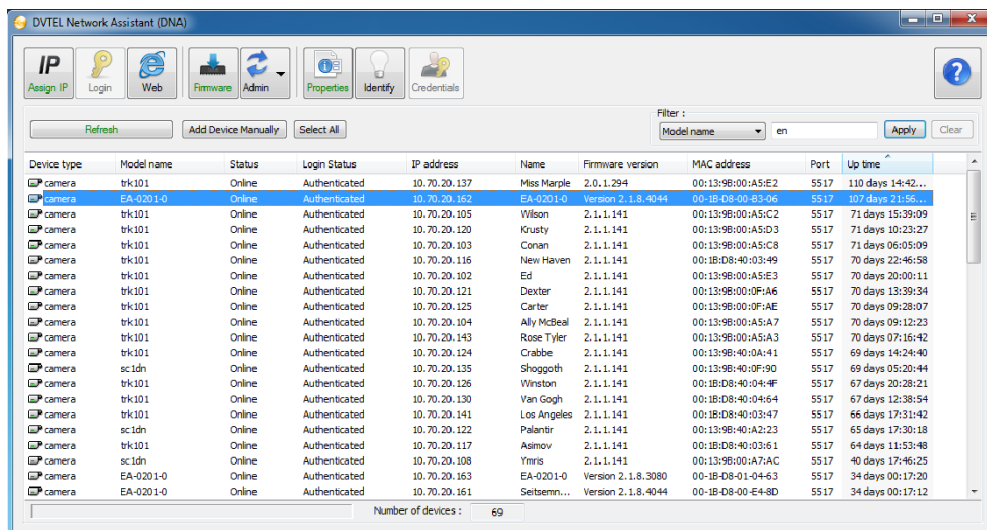 DVTEL Network Assistant (DNA)
IP
Assign IP Login Web Firmware Admin Properties Identify Credentials
Filter :
Refresh Add Device Manually Select All Model name en Apply Clear
Device type Model name Status Login Status IP address Name Firmware version MAC address Port Up time
camera trk101 Online Authenticated 10.70.20.137 Miss Marple 2.0.1.294 00:13:9B:00:A5:E2 5517 110 days 14:42...
camera EA-0201-0 Online Authenticated 10.70.20.162 EA-0201-0 Version 2.1.8.4044 00-1B-D8-00-B3-06 5517 107 days 21:56...
camera trk101 Online Authenticated 10.70.20.105 Wilson 2.1.1.141 00:13:9B:00:A5:C2 5517 71 days 15:39:09
camera trk101 Online Authenticated 10.70.20.120 Krusty 2.1.1.141 00:13:9B:00:A5:D3 5517 71 days 10:23:27
camera trk101 Online Authenticated 10.70.20.103 Conan 2.1.1.141 00:13:9B:00:A5:C8 5517 71 days 06:05:09
camera trk101 Online Authenticated 10.70.20.116 New Haven 2.1.1.141 00:1B:D8:40:03:49 5517 70 days 22:46:58
camera trk101 Online Authenticated 10.70.20.102 Ed 2.1.1.141 00:13:9B:00:A5:E3 5517 70 days 20:00:11
camera trk101 Online Authenticated 10.70.20.121 Dexter 2.1.1.141 00:13:9B:00:0F:A6 5517 70 days 13:39:34
camera trk101 Online Authenticated 10.70.20.125 Carter 2.1.1.141 00:13:9B:00:0F:AE 5517 70 days 09:28:07
camera trk101 Online Authenticated 10.70.20.104 Ally McBeal 2.1.1.141 00:13:9B:00:A5:A7 5517 70 days 09:12:23
camera trk101 Online Authenticated 10.70.20.143 Rose Tyler 2.1.1.141 00:13:9B:00:A5:A3 5517 70 days 07:16:42
camera trk101 Online Authenticated 10.70.20.124 Crabbe 2.1.1.141 00:13:9B:40:0A:41 5517 69 days 14:24:40
camera sc1dn Online Authenticated 10.70.20.135 Shoggoth 2.1.1.141 00:13:9B:40:0F:90 5517 69 days 05:20:44
camera trk101 Online Authenticated 10.70.20.126 Winston 2.1.1.141 00:1B:D8:40:04:4F 5517 67 days 20:28:21
camera trk101 Online Authenticated 10.70.20.130 Van Gogh 2.1.1.141 00:1B:D8:40:04:64 5517 67 days 12:38:54
camera trk101 Online Authenticated 10.70.20.141 Los Angeles 2.1.1.141 00:1B:D8:40:03:47 5517 66 days 17:31:42
camera sc1dn Online Authenticated 10.70.20.122 Palantir 2.1.1.141 00:13:9B:40:A2:23 5517 65 days 17:30:18
camera trk101 Online Authenticated 10.70.20.117 Asimov 2.1.1.141 00:1B:D8:40:03:61 5517 64 days 11:53:48
camera sc1dn Online Authenticated 10.70.20.108 Ymris 2.1.1.141 00:13:9B:00:A7:AC 5517 40 days 17:46:25
camera EA-0201-0 Online Authenticated 10.70.20.163 EA-0201-0 Version 2.1.8.3080 00-1B-D8-01-04-63 5517 34 days 00:17:20
camera EA-0201-0 Online Authenticated 10.70.20.161 Seitsemn... Version 2.1.8.4044 00-1B-D8-00-E4-8D 5517 34 days 00:17:12
Number of devices : 69